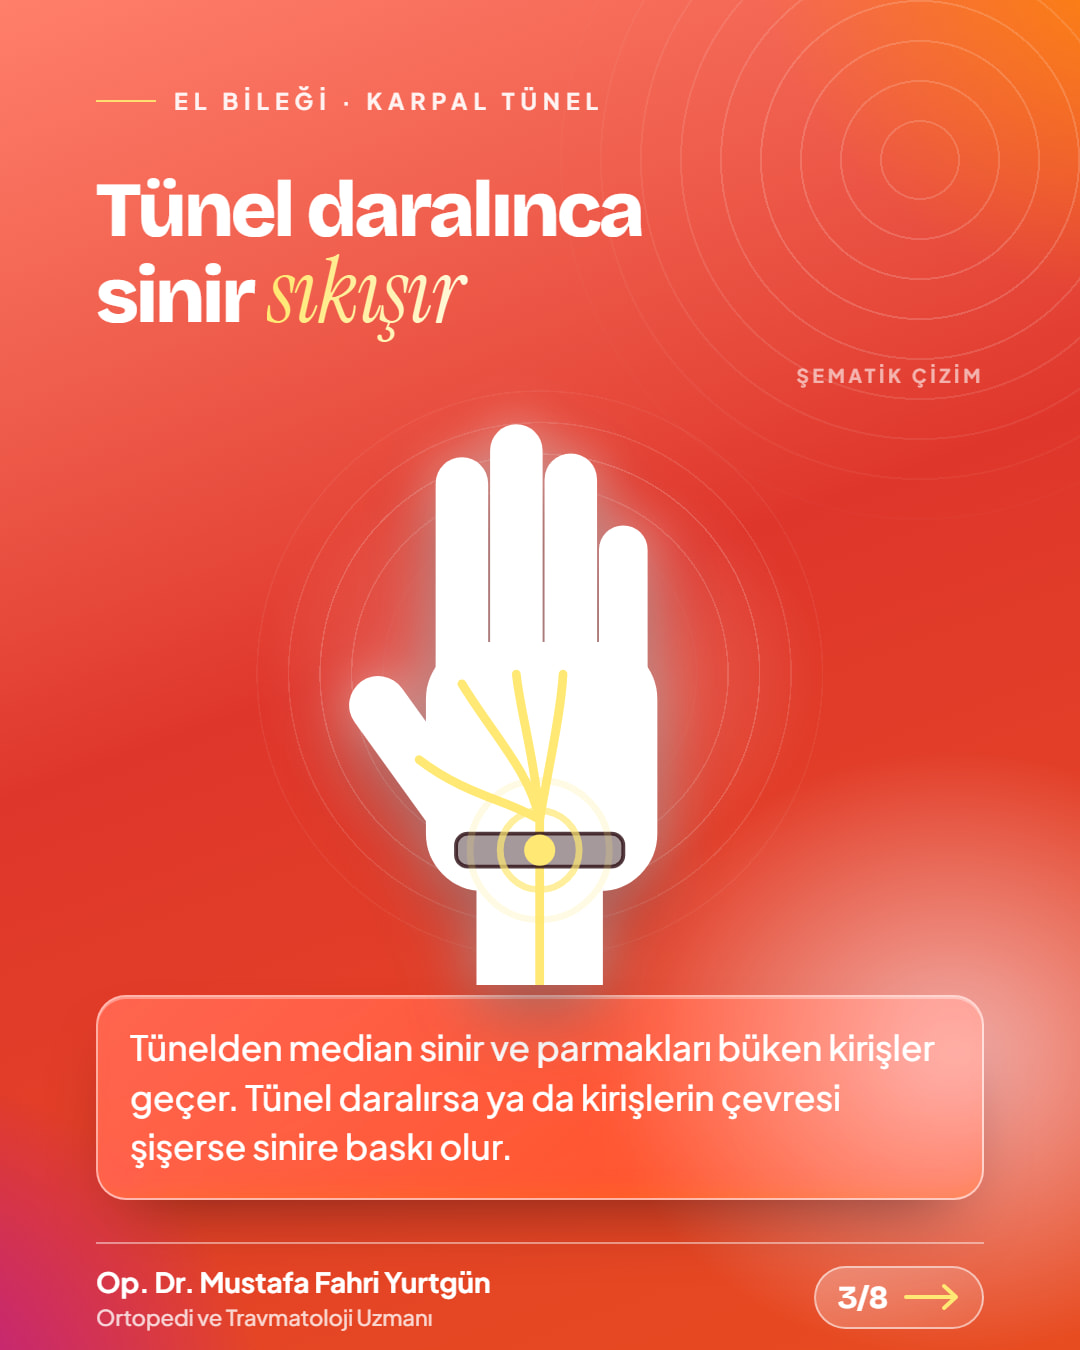 EL BİLEĞİ · KARPAL TÜNEL
Tünel daralınca
sinir sıkışır
ŞEMATİK ÇİZİM
Tünelden median sinir ve parmakları büken kirişler
geçer. Tünel daralırsa ya da kirişlerin çevresi
şişerse sinire baskı olur.
Op. Dr. Mustafa Fahri Yurtgün
Ortopedi ve Travmatoloji Uzmanı
3/8